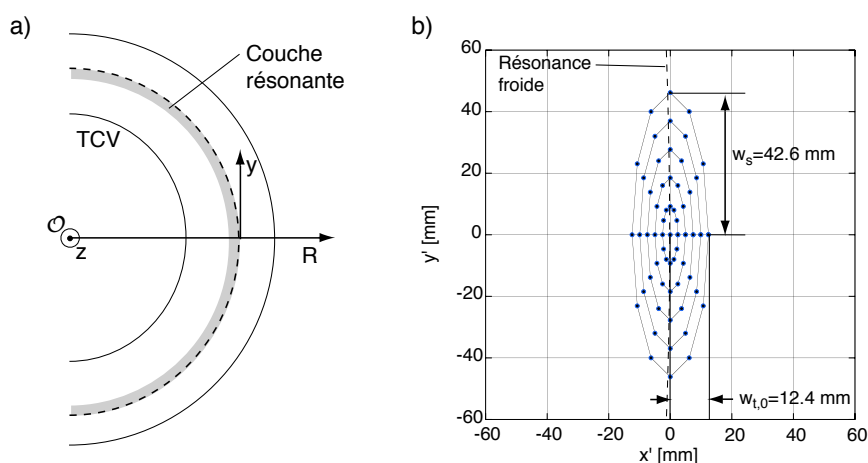 a)
Couche
résonante
TCV
y
O
z
R
b)
60
40
20
0
-20
-40
-60
y' [mm]
Résonance
froide
w_s=42.6 mm
w_t,0=12.4 mm
-60 -40 -20 0 20 40 60
x' [mm]